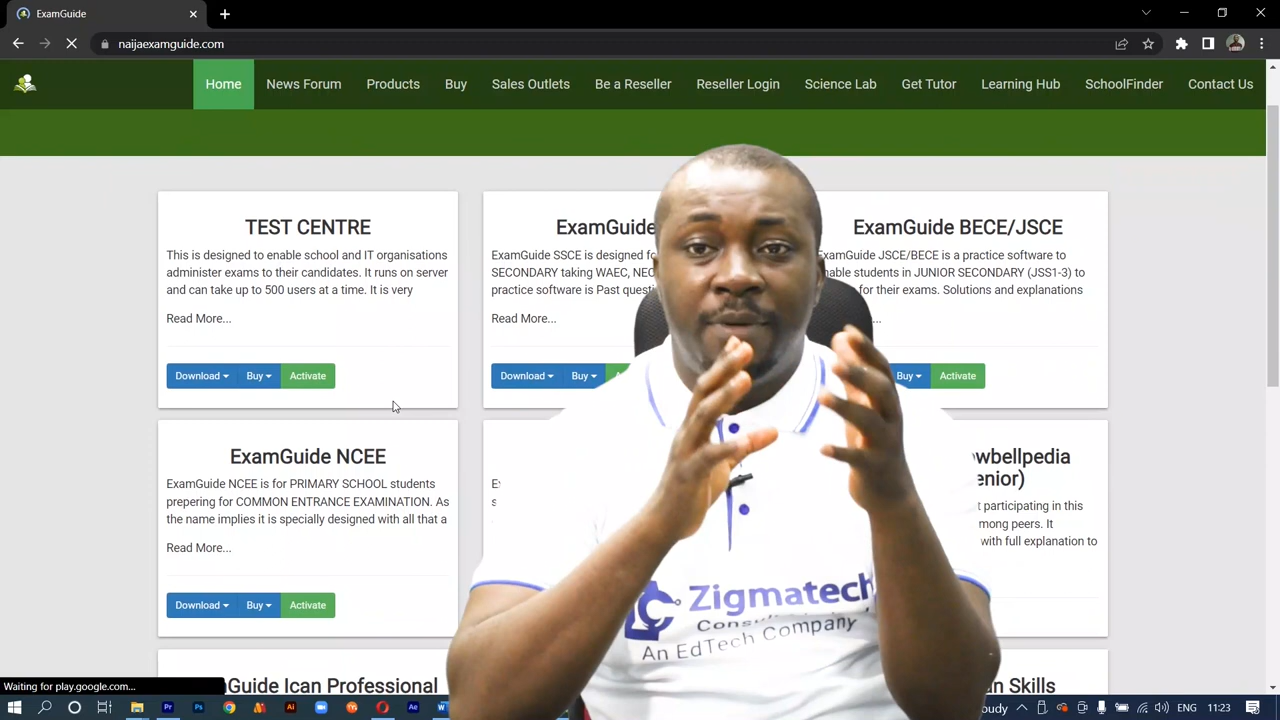 ExamGuide
naijaexamguide.com
Home News Forum Products Buy Sales Outlets Be a Reseller Reseller Login Science Lab Get Tutor Learning Hub SchoolFinder Contact Us
TEST CENTRE
This is designed to enable school and IT organisations
administer exams to their candidates. It runs on server
and can take up to 500 users at a time. It is very
Read More...
Download Buy Activate
ExamGuide
ExamGuide SSCE is designed
SECONDARY taking WAEC,
practice software is Past
Read More...
Download Buy
ExamGuide BECE/JSCE
ExamGuide JSCE/BECE is a practice software to
students in JUNIOR SECONDARY (JSS1-3) to
for their exams. Solutions and explanations
Buy Activate
ExamGuide NCEE
ExamGuide NCEE is for PRIMARY SCHOOL students
prepering for COMMON ENTRANCE EXAMINATION. As
the name implies it is specially designed with all that a
Read More...
Download Buy Activate
participating in this
among peers. It
with full explanation to
Ican Professional
Skills
Zigmatech
An EdTech Company
Waiting for play.google.com...
ENG 11:23